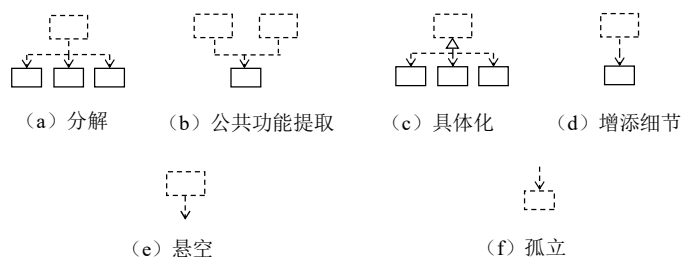 （a）分解
（b）公共功能提取
（c）具体化
（d）增添细节
（e）悬空
（f）孤立